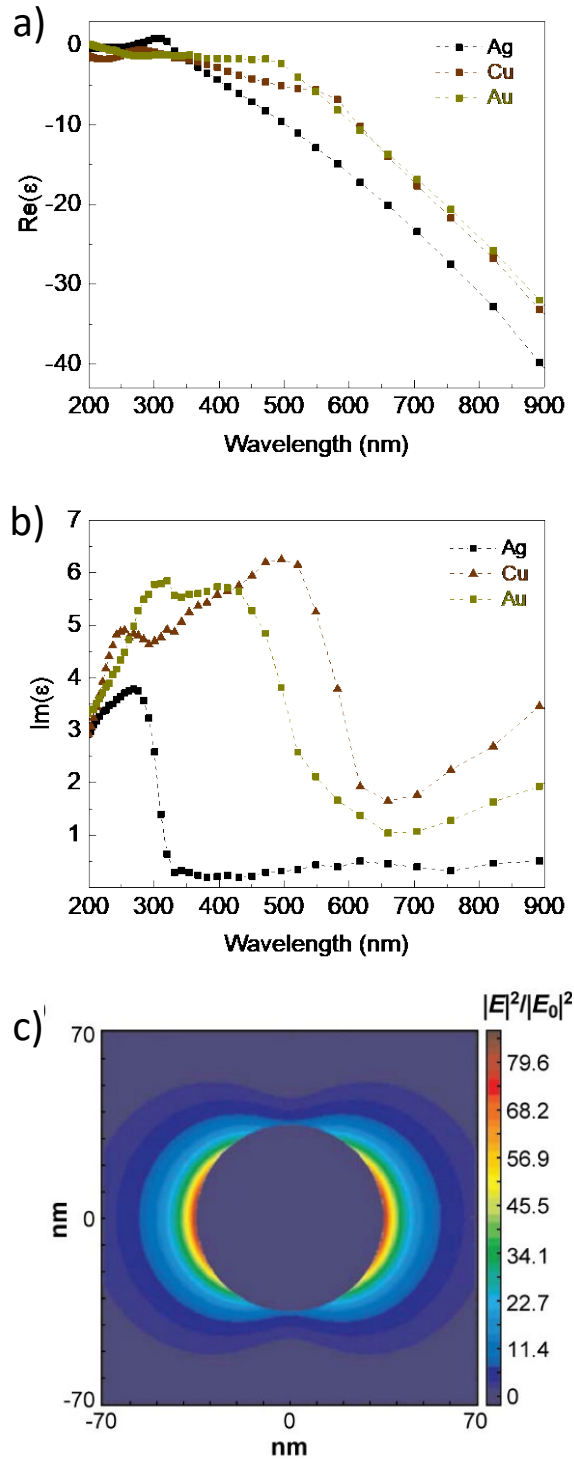 a)
0
-10
-20
-30
-40
Re(ε)
Ag
Cu
Au
200 300 400 500 600 700 800 900
Wavelength (nm)
b)
7
6
5
4
3
2
1
Im(ε)
Ag
Cu
Au
200 300 400 500 600 700 800 900
Wavelength (nm)
c)
|E|²/|E₀|²
70
0
-70
nm
79.6
68.2
56.9
45.5
34.1
22.7
11.4
0
-70 0 70
nm